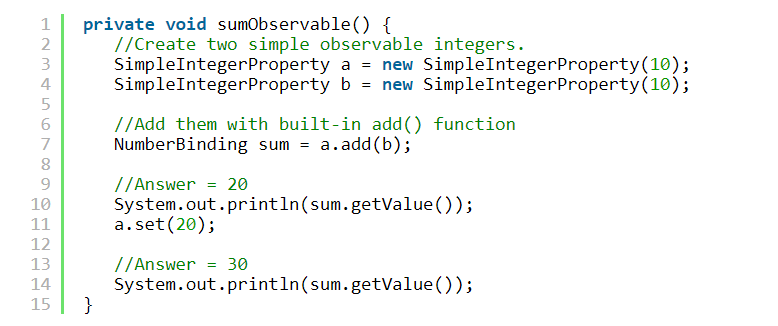 1 private void sumObservable() {
2     //Create two simple observable integers.
3     SimpleIntegerProperty a = new SimpleIntegerProperty(10);
4     SimpleIntegerProperty b = new SimpleIntegerProperty(10);
5
6     //Add them with built-in add() function
7     NumberBinding sum = a.add(b);
8
9     //Answer = 20
10     System.out.println(sum.getValue());
11     a.set(20);
12
13     //Answer = 30
14     System.out.println(sum.getValue());
15 }